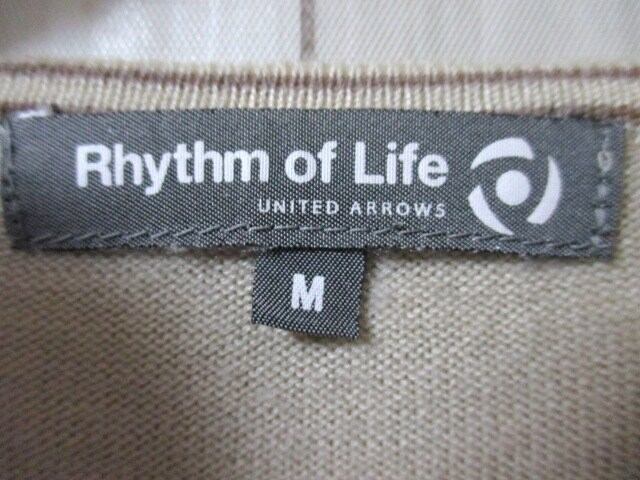 Rhythm of Life
UNITED ARROWS
M